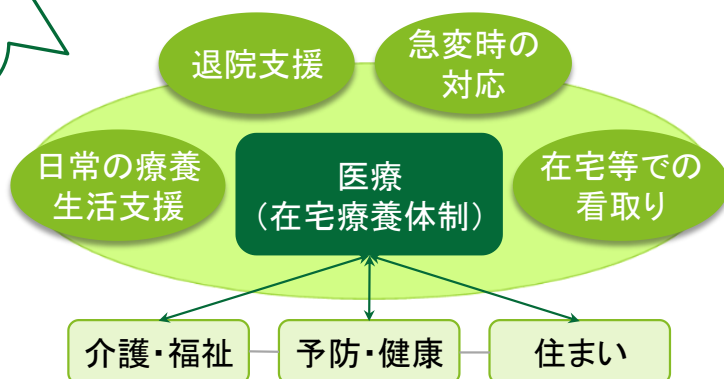 退院支援
急変時の
対応
日常の療養
生活支援
医療
（在宅療養体制）
在宅等での
看取り
介護・福祉
予防・健康
住まい